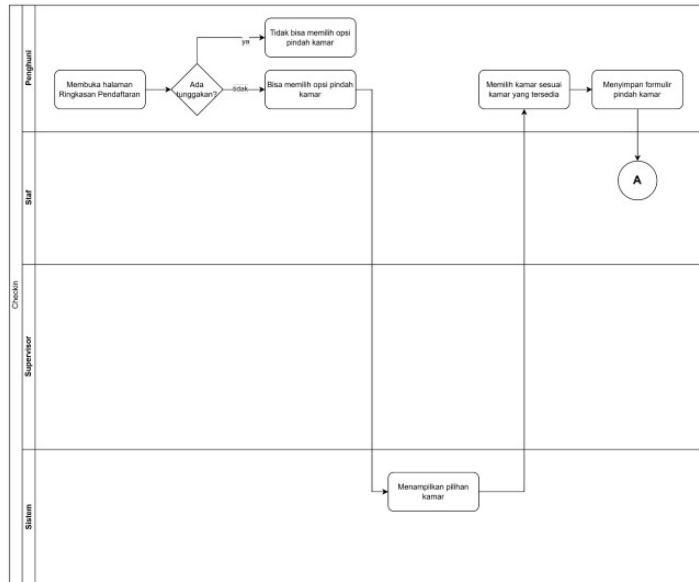 Checkin
Penghuni
Membuka halaman
Ringkasan Pendaftaran
Ada
tunggakan?
ya
Tidak bisa memilih opsi
pindah kamar
tidak
Bisa memilih opsi pindah
kamar
Memilih kamar sesuai
kamar yang tersedia
Menyimpan formulir
pindah kamar
Staf
A
Supervisor
Sistem
Menampilkan pilihan
kamar